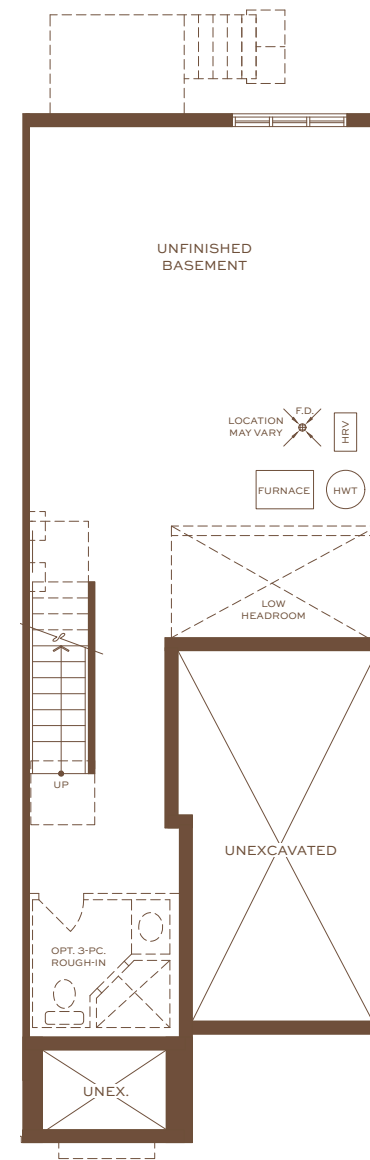 UNFINISHED
BASEMENT
F.D.
LOCATION
MAY VARY
HRV
FURNACE
HWT
LOW
HEADROOM
UP
UNEXCAVATED
OPT. 3-PC.
ROUGH-IN
UNEX.